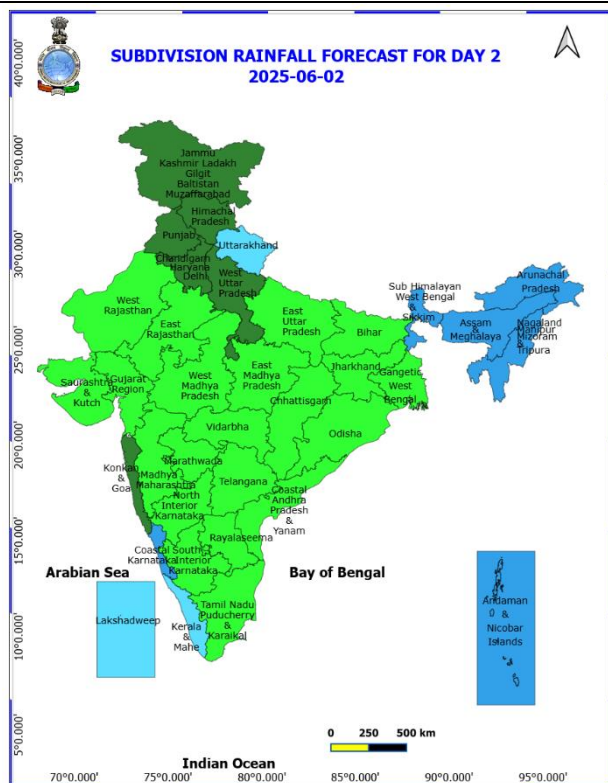 SUBDIVISION RAINFALL FORECAST FOR DAY 2
2025-06-02
40°0.000'
35°0.000'
30°0.000'
25°0.000'
20°0.000'
15°0.000'
10°0.000'
5°0.000'
Jammu
Kashmir Ladakh
Gilgit
Baltistan
Muzaffarabad
Himachal
Pradesh
Punjab
Uttarakhand
Chandigarh
Haryana
Delhi
West
Uttar
Pradesh
Arunachal
Pradesh
Sub Himalayan
West Bengal
&
Sikkim
Assam
&
Meghalaya
Nagaland
Manipur
Mizoram
&
Tripura
West
Rajasthan
East
Rajasthan
East
Uttar
Pradesh
Bihar
Jharkhand
Gangetic
West
Bengal
Saurashtra
&
Kutch
Gujarat
Region
West
Madhya
Pradesh
East
Madhya
Pradesh
Chhattisgarh
Odisha
Vidarbha
Konkan
&
Goa
Marathwada
Madhya
Maharashtra
North
Interior
Karnataka
Telangana
Coastal
Andhra
Pradesh
&
Yanam
Rayalaseema
Coastal
Karnataka
South
Interior
Karnataka
Arabian Sea
Bay of Bengal
Lakshadweep
Kerala
&
Mahe
Tamil Nadu
Puducherry
&
Karaikal
Andaman
&
Nicobar
Islands
0 250 500 km
Indian Ocean
70°0.000' 75°0.000' 80°0.000' 85°0.000' 90°0.000' 95°0.000'